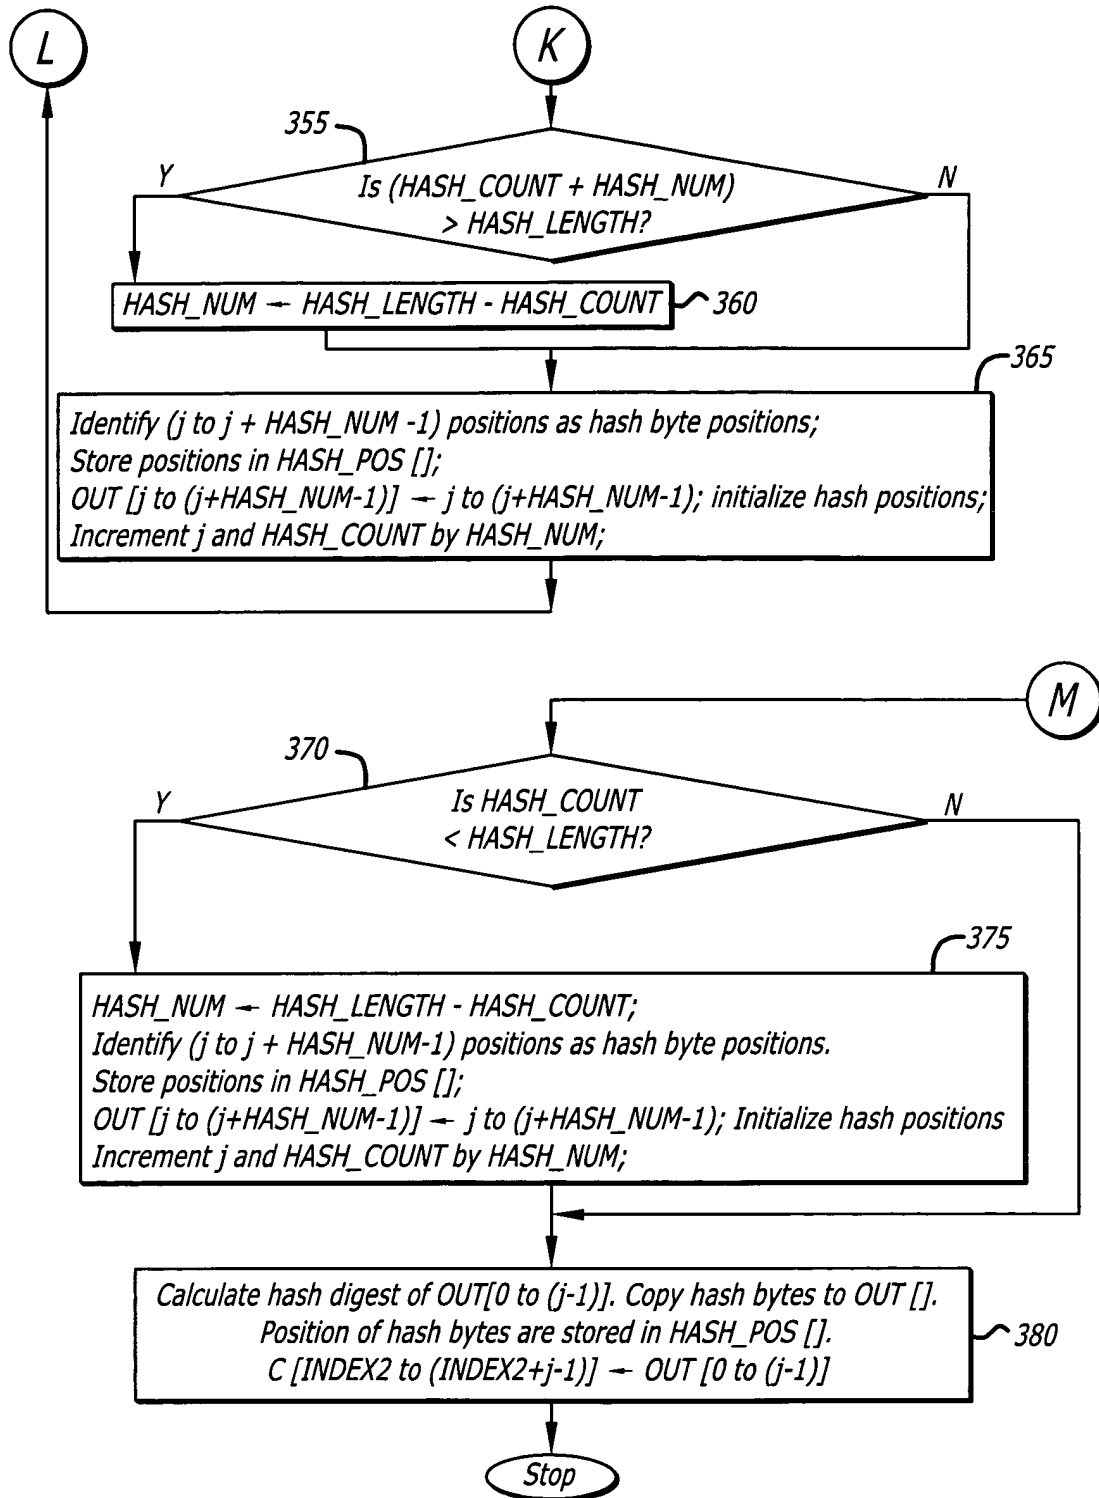 L
K
355
Y
N
Is (HASH_COUNT + HASH_NUM)
> HASH_LENGTH?
HASH_NUM ← HASH_LENGTH - HASH_COUNT
360
365
Identify (j to j + HASH_NUM -1) positions as hash byte positions;
Store positions in HASH_POS [];
OUT [j to (j+HASH_NUM-1)] ← j to (j+HASH_NUM-1); initialize hash positions;
Increment j and HASH_COUNT by HASH_NUM;
M
370
Y
N
Is HASH_COUNT
< HASH_LENGTH?
375
HASH_NUM ← HASH_LENGTH - HASH_COUNT;
Identify (j to j + HASH_NUM-1) positions as hash byte positions.
Store positions in HASH_POS [];
OUT [j to (j+HASH_NUM-1)] ← j to (j+HASH_NUM-1); Initialize hash positions
Increment j and HASH_COUNT by HASH_NUM;
Calculate hash digest of OUT[0 to (j-1)]. Copy hash bytes to OUT [].
Position of hash bytes are stored in HASH_POS [].
C [INDEX2 to (INDEX2+j-1)] ← OUT [0 to (j-1)]
380
Stop